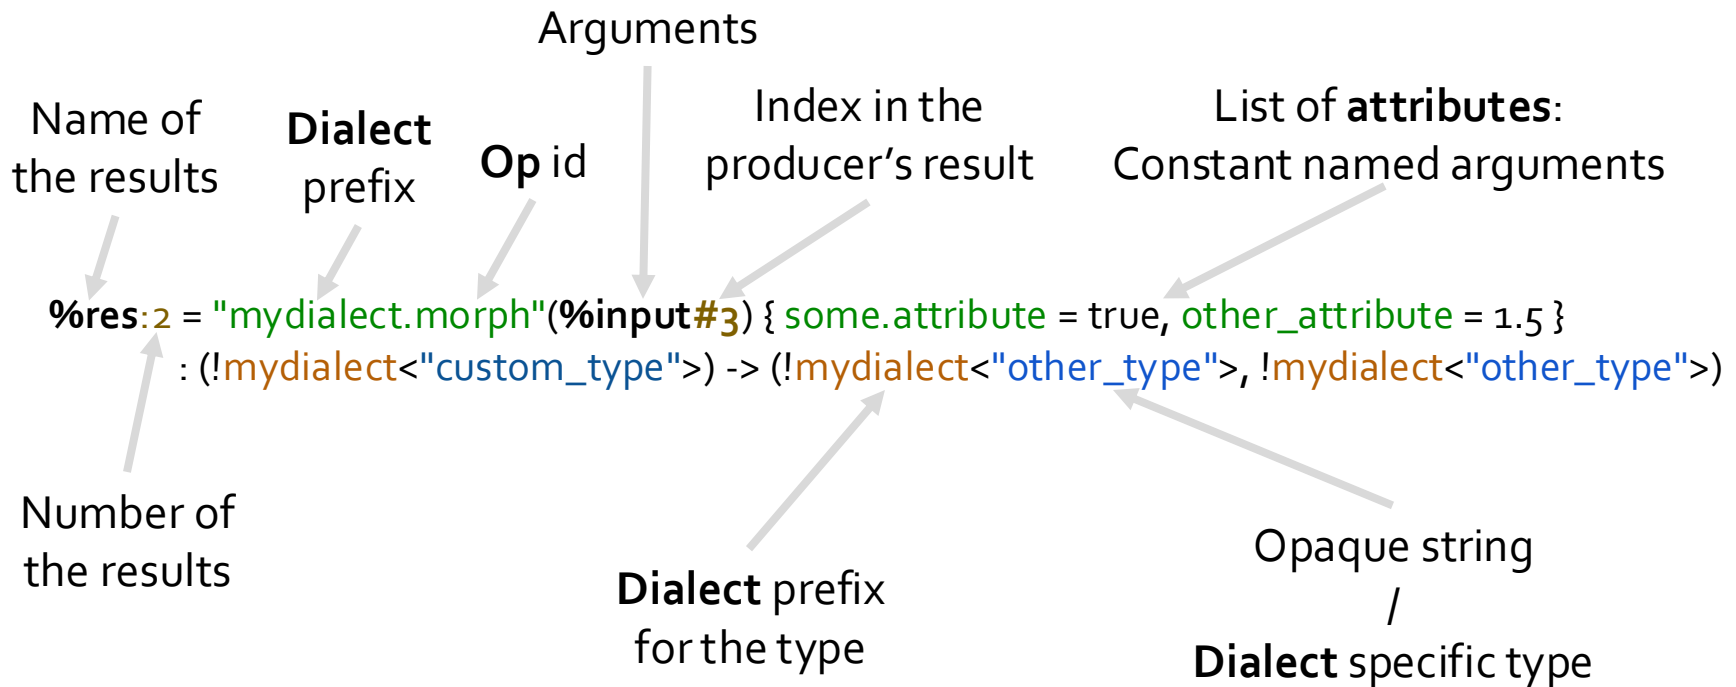 Arguments
Name of
the results
Dialect
prefix
Op id
Index in the
producer's result
List of attributes:
Constant named arguments
%res:2 = "mydialect.morph"(%input#3) { some.attribute = true, other_attribute = 1.5 }
: (!mydialect<"custom_type">) -> (!mydialect<"other_type">, !mydialect<"other_type">)
Number of
the results
Dialect prefix
for the type
Opaque string
/
Dialect specific type